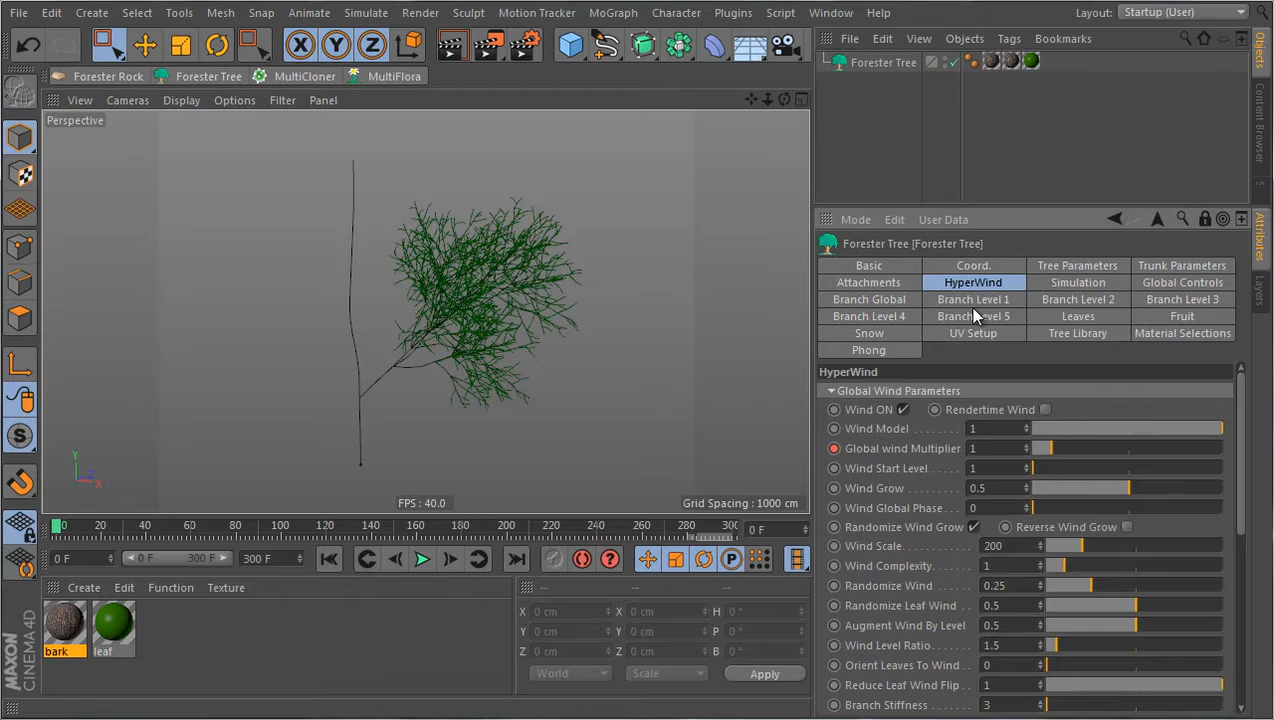 File Edit Create Select Tools Mesh Snap Animate Simulate Render Sculpt Motion Tracker MoGraph Character Plugins Script Window Help Layout: Startup (User)
X Y Z
File Edit View Objects Tags Bookmarks
Forester Tree
Forester Rock Forester Tree MultiCloner MultiFlora
View Cameras Display Options Filter Panel
Perspective
Y
Z
X
FPS : 40.0
Grid Spacing : 1000 cm
Objects
Content Browser
S
Attributes
Layers
Mode Edit User Data
Forester Tree [Forester Tree]
Basic Coord. Tree Parameters Trunk Parameters
Attachments HyperWind Simulation Global Controls
Branch Global Branch Level 1 Branch Level 2 Branch Level 3
Branch Level 4 Branch Level 5 Leaves Fruit
Snow UV Setup Tree Library Material Selections
Phong
HyperWind
Global Wind Parameters
Wind ON Rendertime Wind
Wind Model 1
Global wind Multiplier 1
Wind Start Level 1
Wind Grow 0.5
Wind Global Phase 0
Randomize Wind Grow Reverse Wind Grow
Wind Scale 200
Wind Complexity 1
Randomize Wind 0.25
Randomize Leaf Wind 0.5
Augment Wind By Level 0.5
Wind Level Ratio 1.5
Orient Leaves To Wind 0
Reduce Leaf Wind Flip 1
Branch Stiffness 3
0 20 40 60 80 100 120 140 160 180 200 220 240 260 280 300 0 F
0 F 0 F 300 F 300 F
P
S
Create Edit Function Texture
bark leaf
-- -- --
X 0 cm X 0 cm H 0 °
Y 0 cm Y 0 cm P 0 °
Z 0 cm Z 0 cm B 0 °
World Scale Apply
MAXON
CINEMA 4D